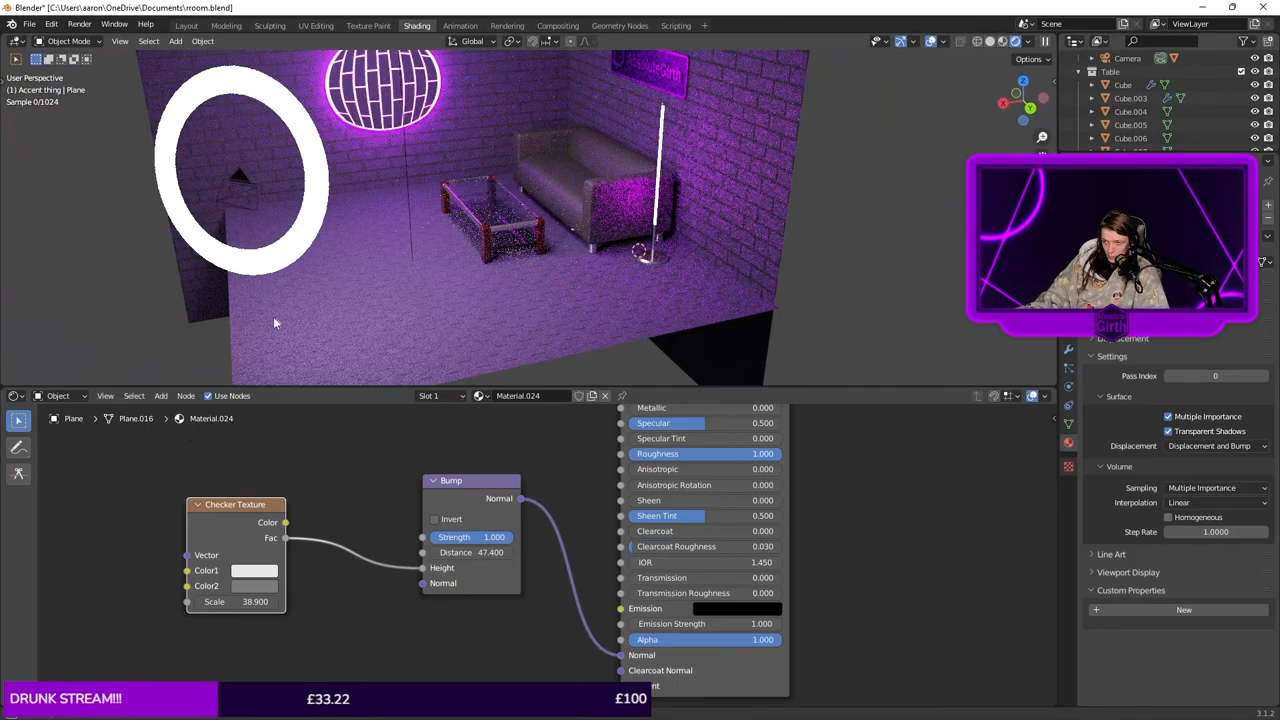 Blender* [C:\Users\aaron\OneDrive\Documents\rroom.blend]
File Edit Render Window Help Layout Modeling Sculpting UV Editing Texture Paint Shading Animation Rendering Compositing Geometry Nodes Scripting + Scene ViewLayer
Object Mode View Select Add Object Global
Options
User Perspective
(1) Accent thing | Plane
Sample 0/1024
X
Y
Z
Camera
Table
Cube
Cube.003
Cube.004
Cube.005
Cube.006
Girth
Settings
Pass Index 0
Surface
Multiple Importance
Transparent Shadows
Displacement Displacement and Bump
Volume
Sampling Multiple Importance
Interpolation Linear
Homogeneous
Step Rate 1.0000
Line Art
Viewport Display
Custom Properties
+ New
Object View Select Add Node Use Nodes Slot 1 Material.024
Plane > Plane.016 > Material.024
Checker Texture
Color
Fac
Vector
Color1
Color2
Scale 38.900
Bump
Normal
Invert
Strength 1.000
Distance 47.400
Height
Normal
Metallic 0.000
Specular 0.500
Specular Tint 0.000
Roughness 1.000
Anisotropic 0.000
Anisotropic Rotation 0.000
Sheen 0.000
Sheen Tint 0.500
Clearcoat 0.000
Clearcoat Roughness 0.030
IOR 1.450
Transmission 0.000
Transmission Roughness 0.000
Emission
Emission Strength 1.000
Alpha 1.000
Normal
Clearcoat Normal
DRUNK STREAM!!! £33.22 £100
3.1.2